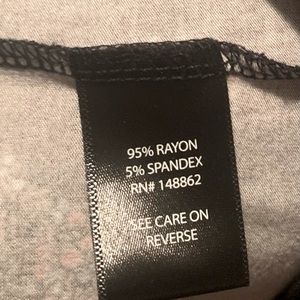 95% RAYON
5% SPANDEX
RN# 148862
SEE CARE ON
REVERSE